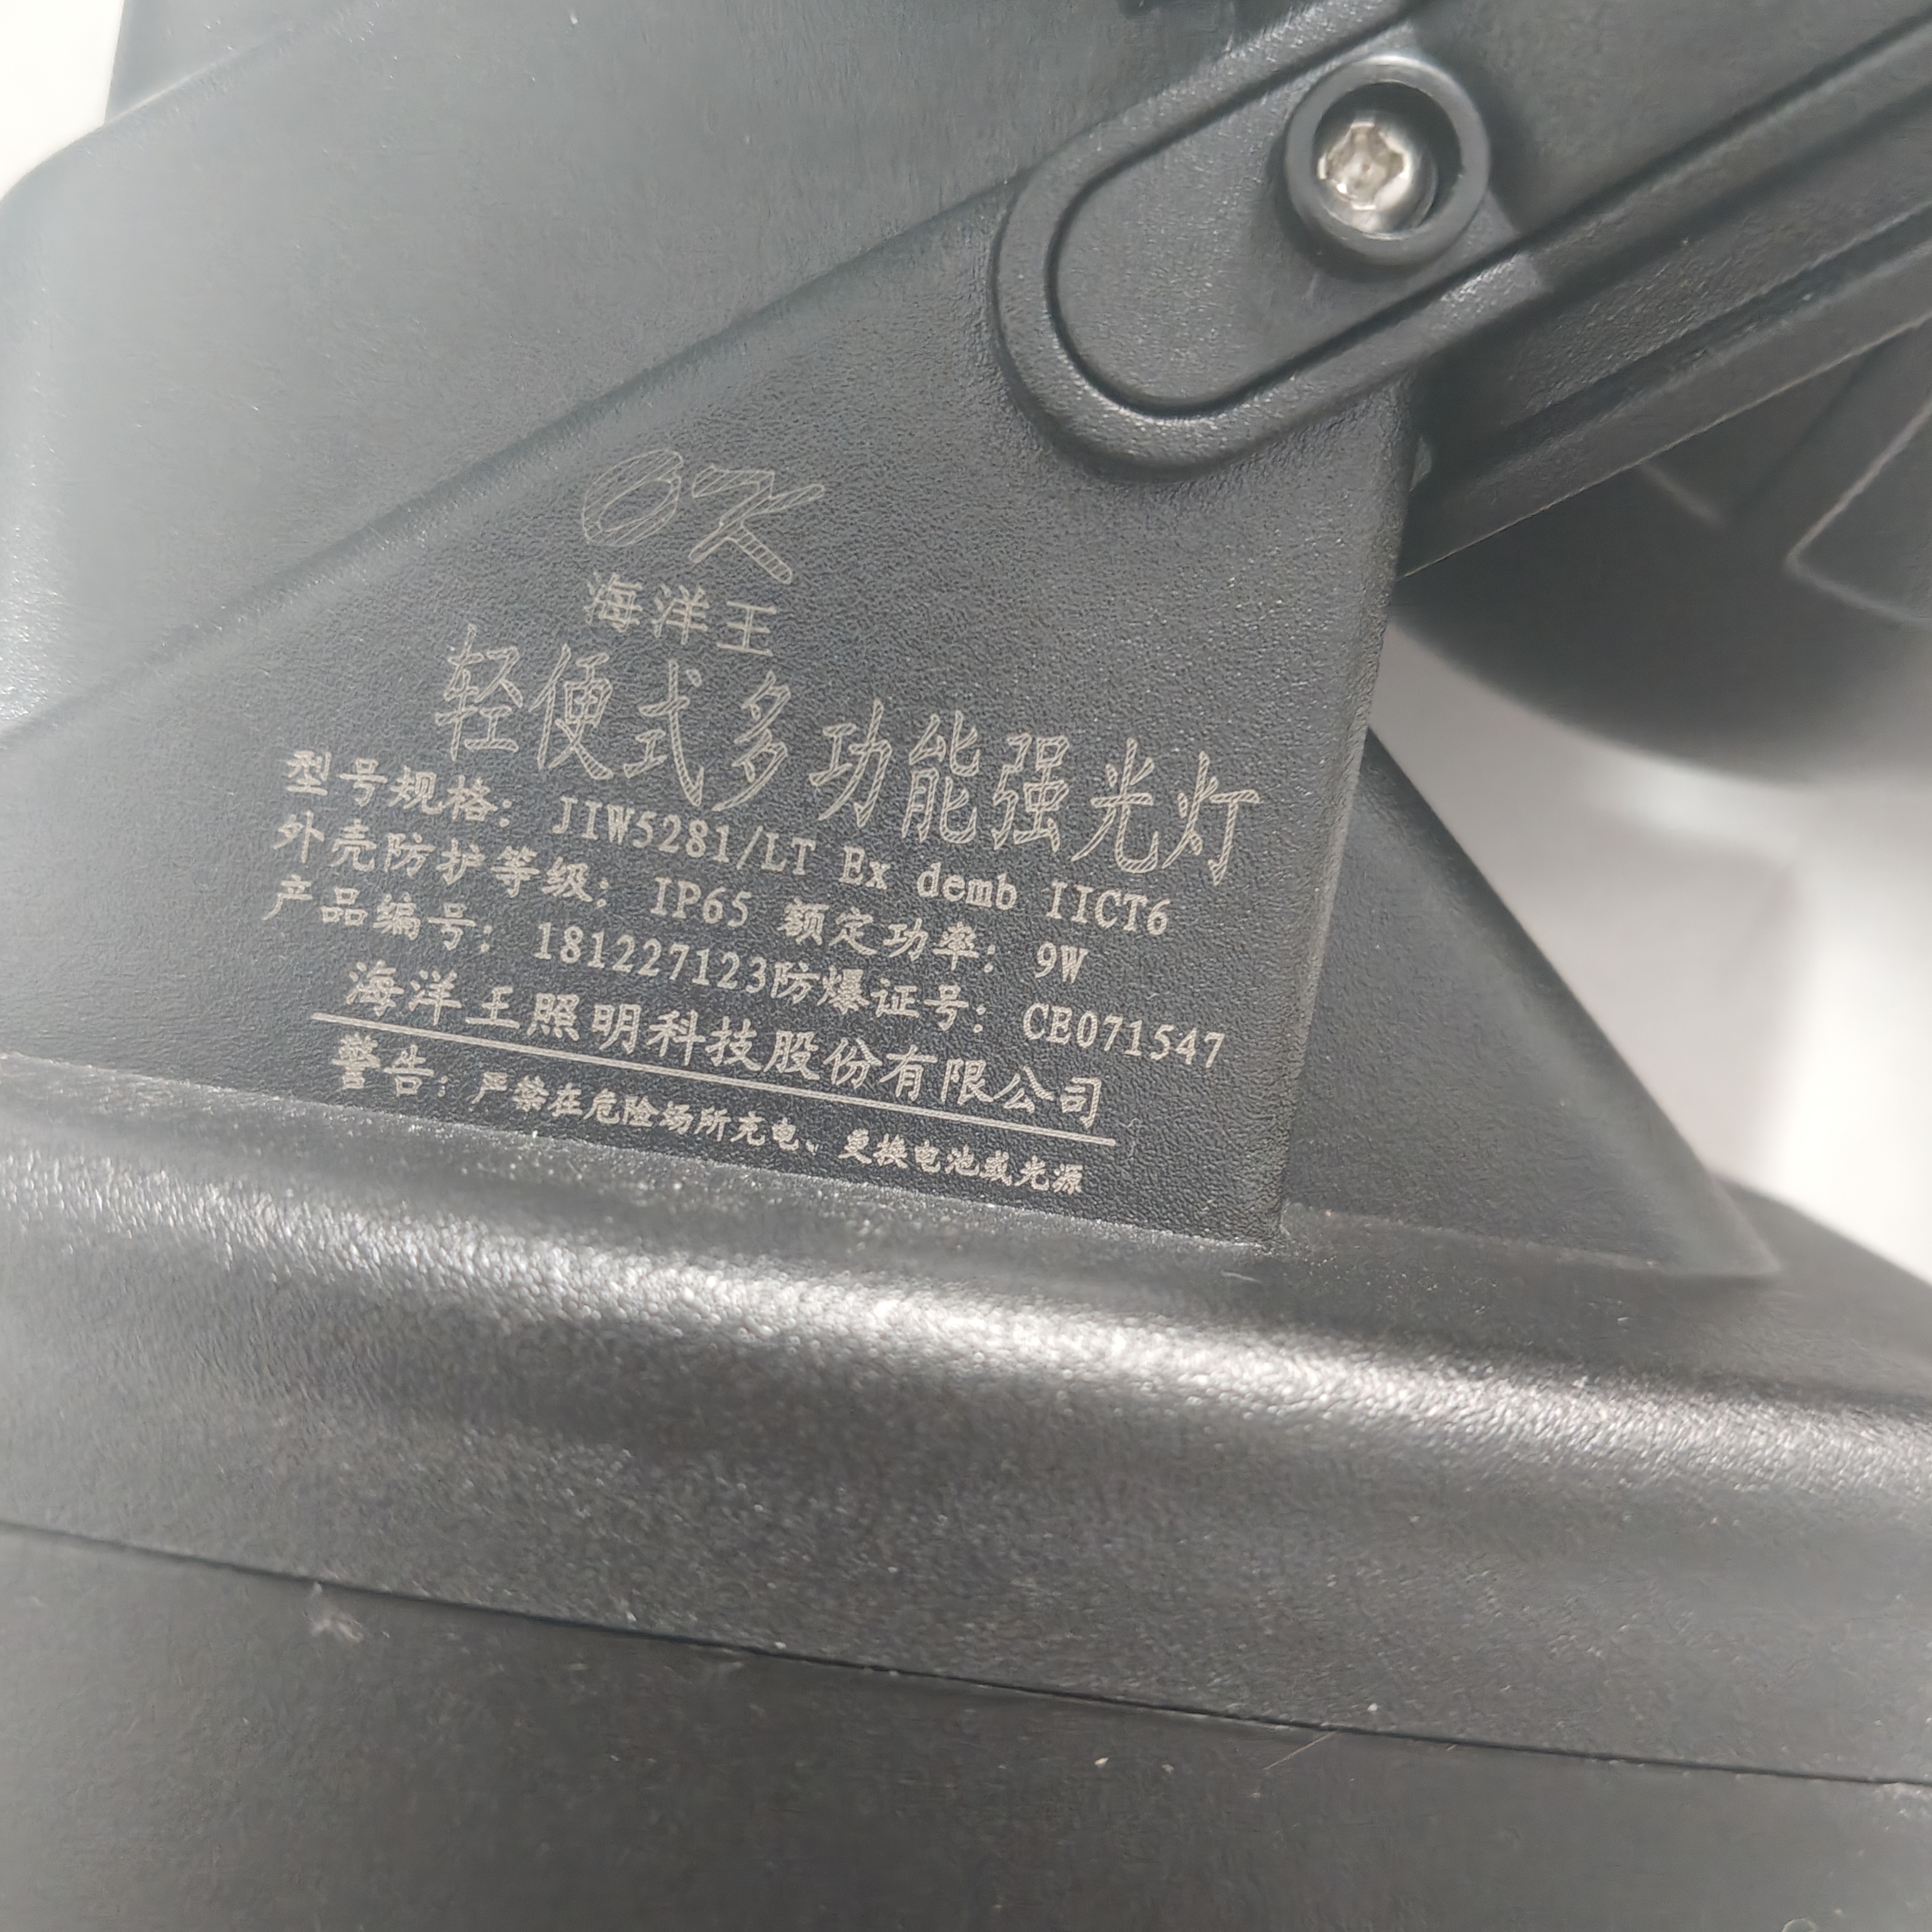 OK
海洋王
轻便式多功能强光灯
型号规格: JIW5281/LT Ex demb IICT6
外壳防护等级: IP65 额定功率: 9W
产品编号: 181227123防爆证号: CE071547
海洋王照明科技股份有限公司
警告: 严禁在危险场所充电、更换电池或光源